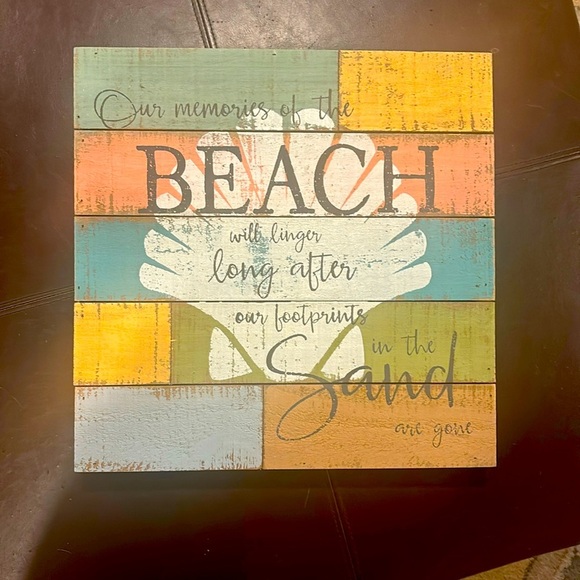 Our memories of the
BEACH
will linger
long after
our footprints
in the
Sand
are gone